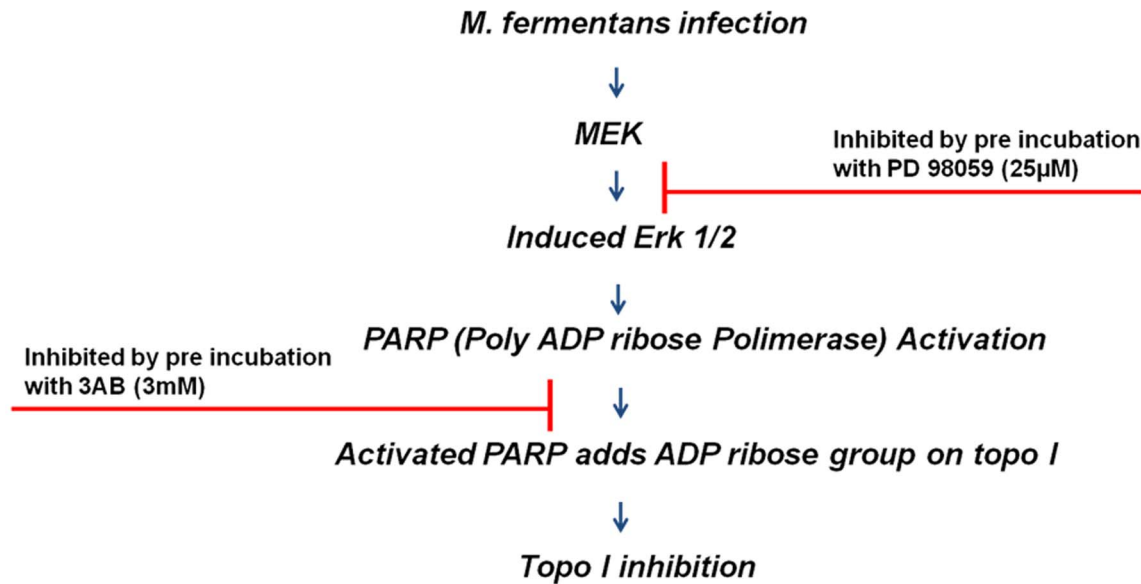 M. fermentans infection
MEK
Inhibited by pre incubation
with PD 98059 (25µM)
Induced Erk 1/2
PARP (Poly ADP ribose Polimerase) Activation
Inhibited by pre incubation
with 3AB (3mM)
Activated PARP adds ADP ribose group on topo I
Topo I inhibition